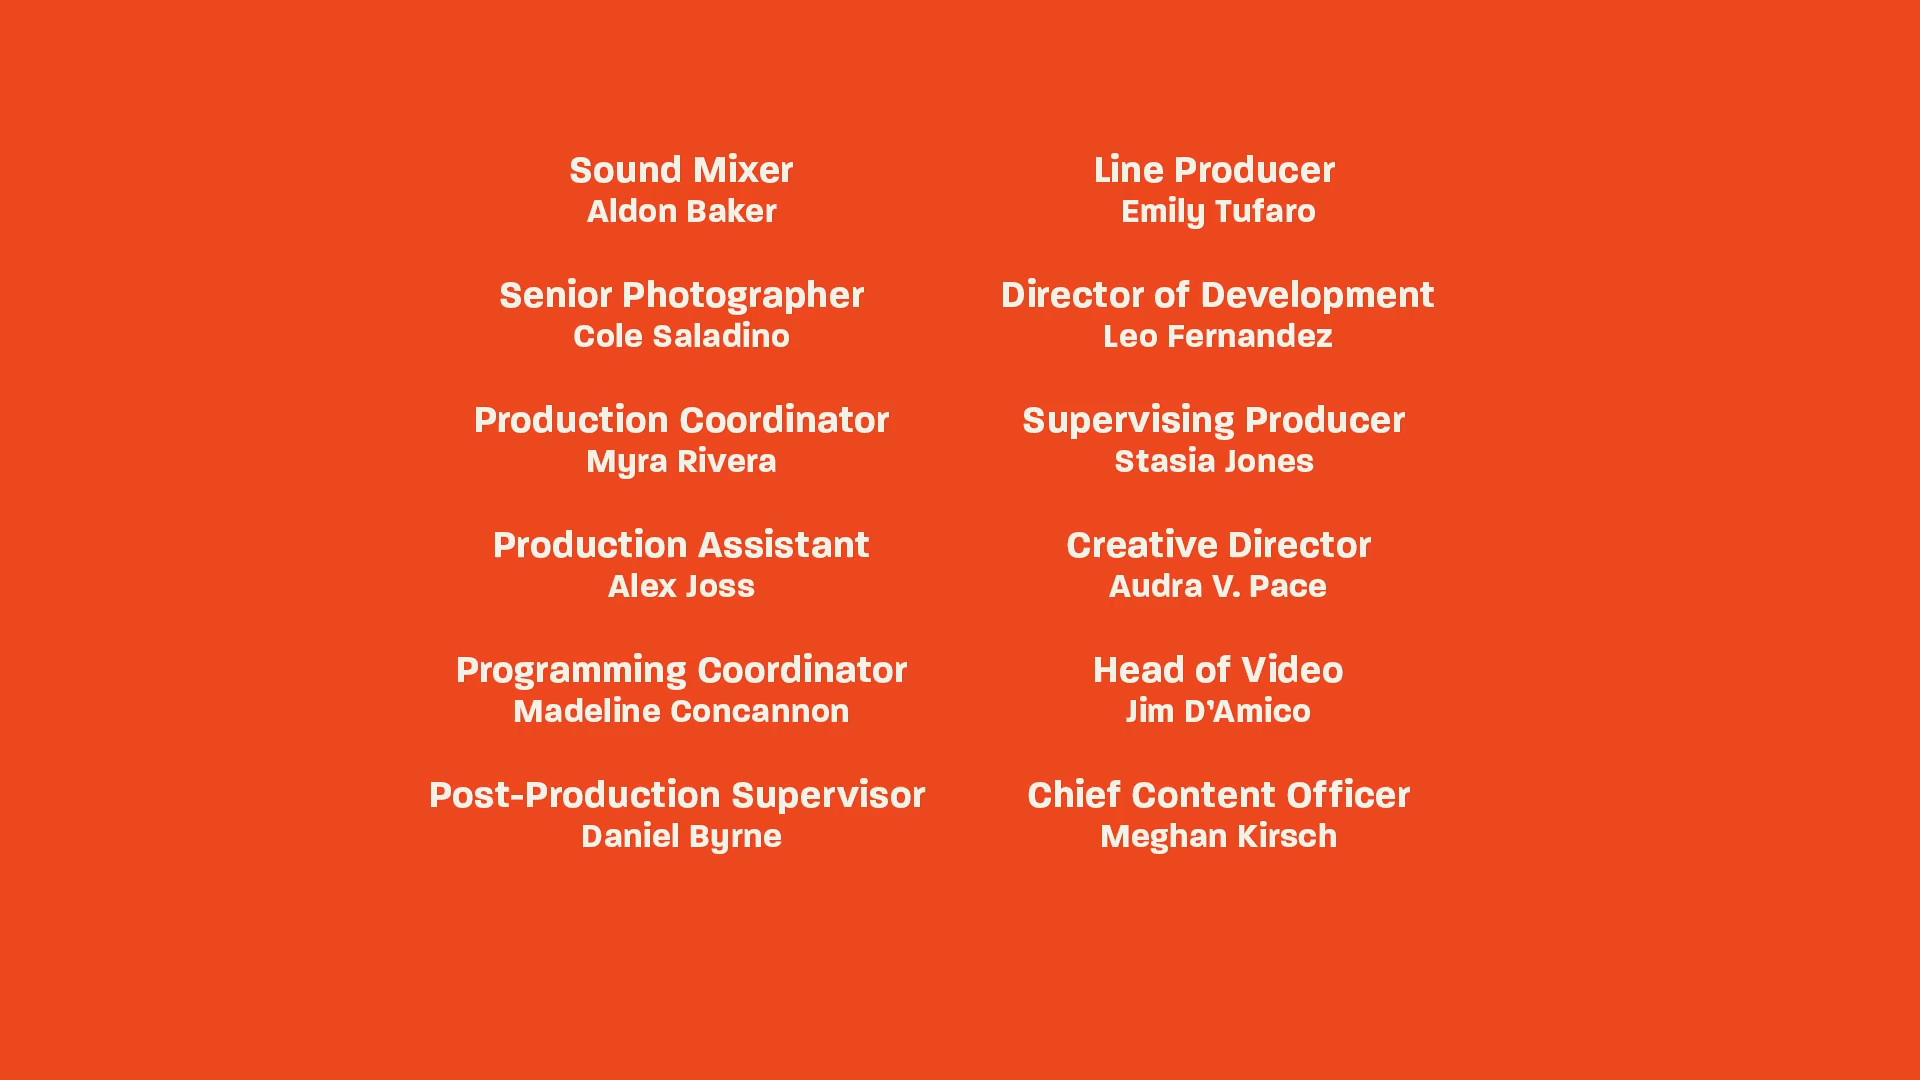 Sound Mixer
Aldon Baker
Senior Photographer
Cole Saladino
Production Coordinator
Myra Rivera
Production Assistant
Alex Joss
Programming Coordinator
Madeline Concannon
Post-Production Supervisor
Daniel Byrne
Line Producer
Emily Tufaro
Director of Development
Leo Fernandez
Supervising Producer
Stasia Jones
Creative Director
Audra V. Pace
Head of Video
Jim D’Amico
Chief Content Officer
Meghan Kirsch